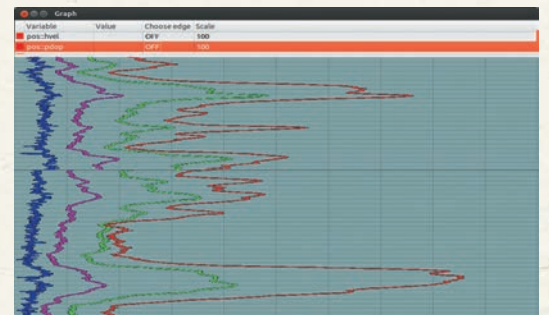 Graph
Variable Value Choose edge Scale
pos::hvel OFF 100
pos::pdop OFF 100